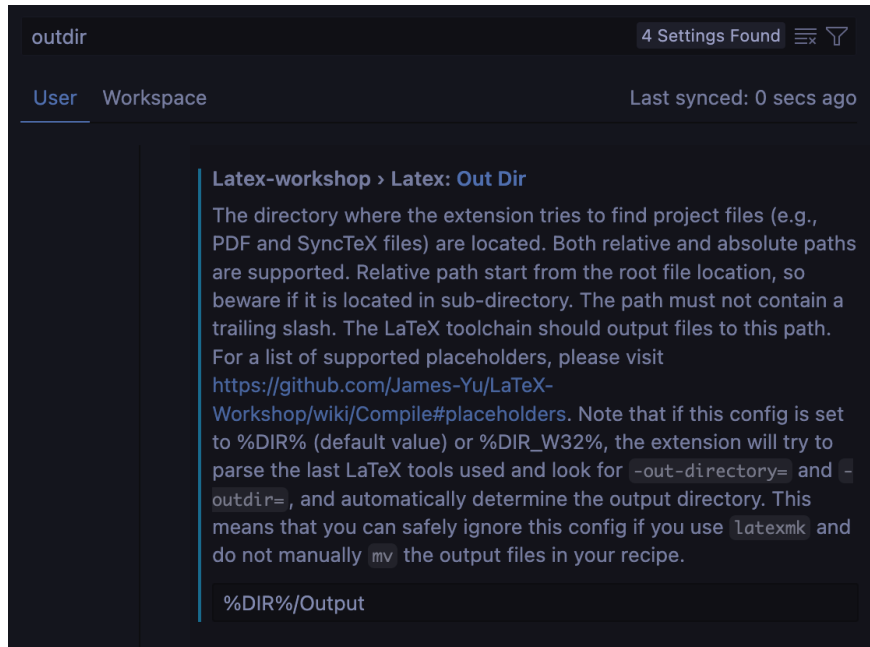 outdir
4 Settings Found
User Workspace
Last synced: 0 secs ago
Latex-workshop › Latex: Out Dir
The directory where the extension tries to find project files (e.g.,
PDF and SyncTeX files) are located. Both relative and absolute paths
are supported. Relative path start from the root file location, so
beware if it is located in sub-directory. The path must not contain a
trailing slash. The LaTeX toolchain should output files to this path.
For a list of supported placeholders, please visit
https://github.com/James-Yu/LaTeX-
Workshop/wiki/Compile#placeholders. Note that if this config is set
to %DIR% (default value) or %DIR_W32%, the extension will try to
parse the last LaTeX tools used and look for -out-directory= and -
outdir=, and automatically determine the output directory. This
means that you can safely ignore this config if you use latexmk and
do not manually mv the output files in your recipe.
%DIR%/Output